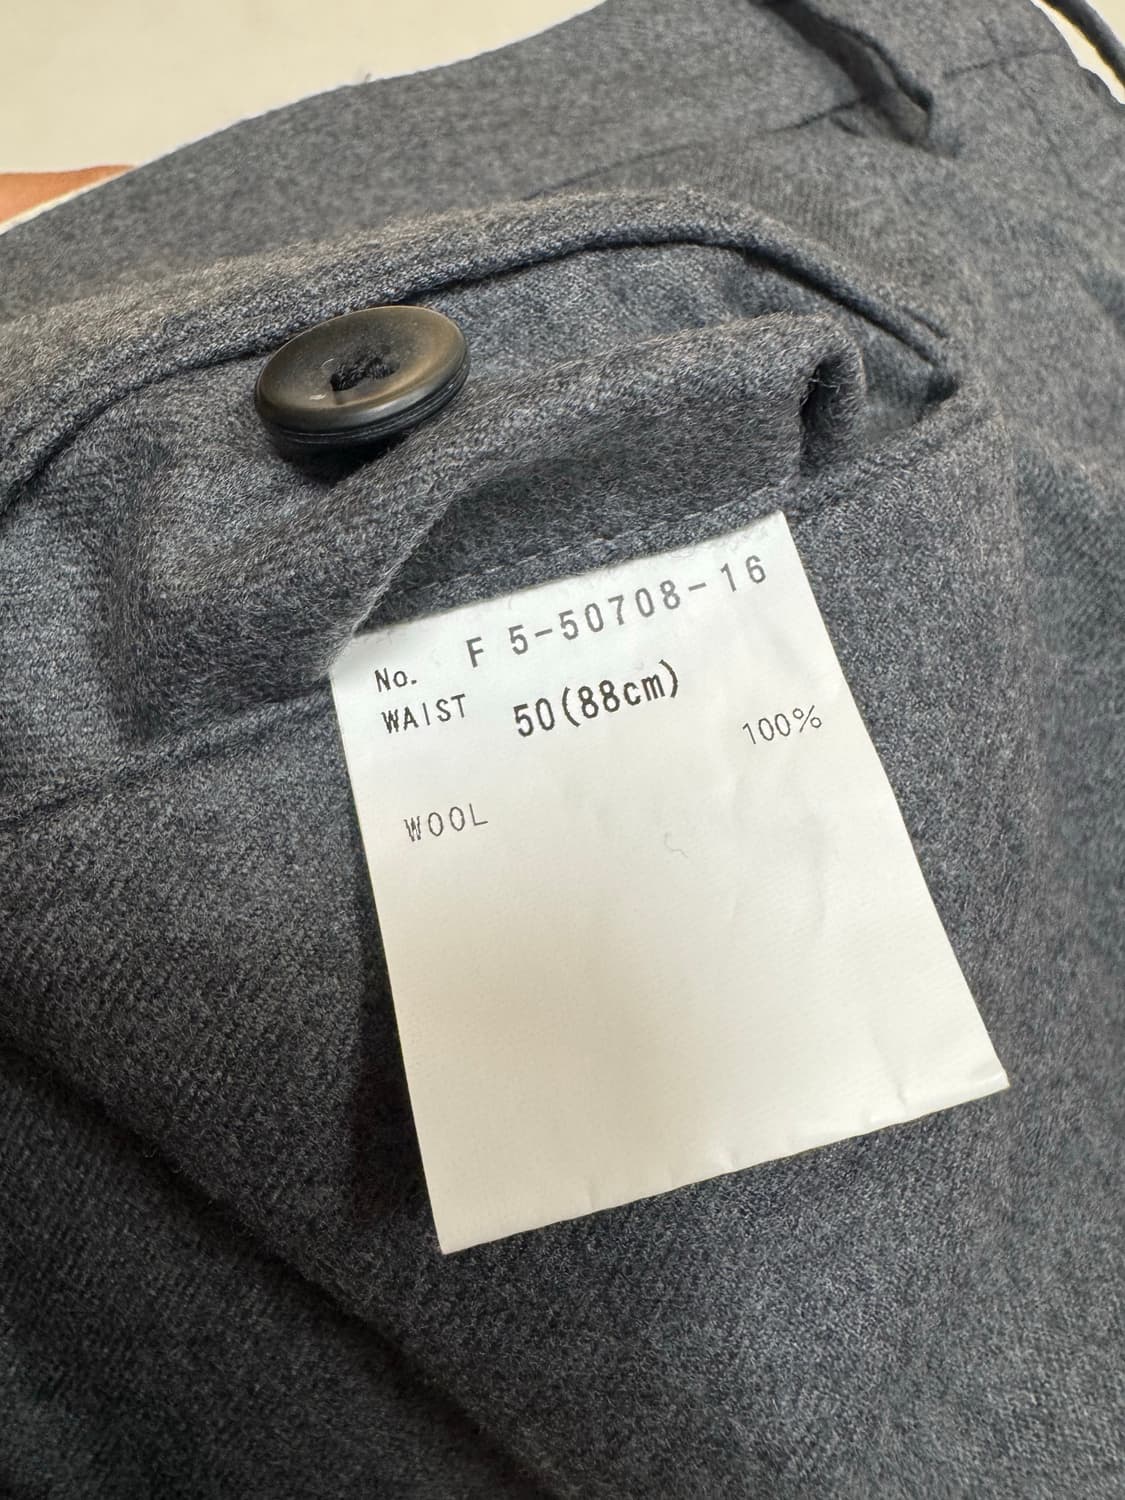 No. F 5-50708-16
WAIST 50(88cm)
WOOL 100%